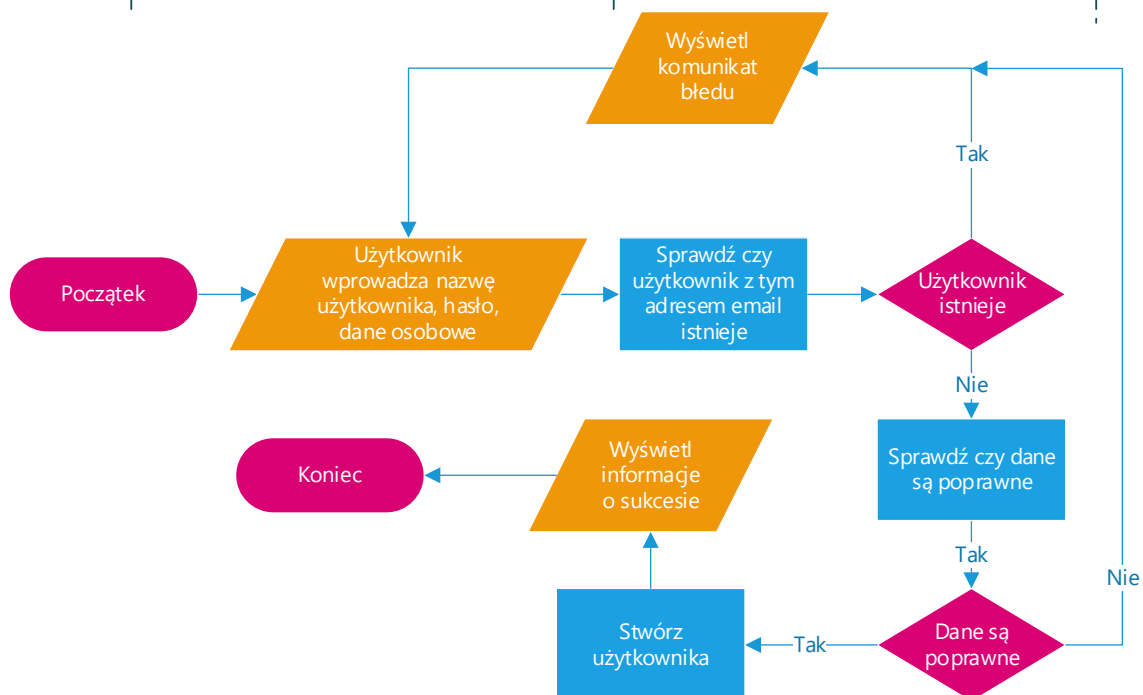 Wyświetl
komunikat
błedu
Tak
Początek
Użytkownik
wprowadza nazwę
użytkownika, hasło,
dane osobowe
Sprawdź czy
użytkownik z tym
adresem email
istnieje
Użytkownik
istnieje
Nie
Koniec
Wyświetl
informacje
o sukcesie
Sprawdź czy dane
są poprawne
Tak
Nie
Stwórz
użytkownika
Tak
Dane są
poprawne